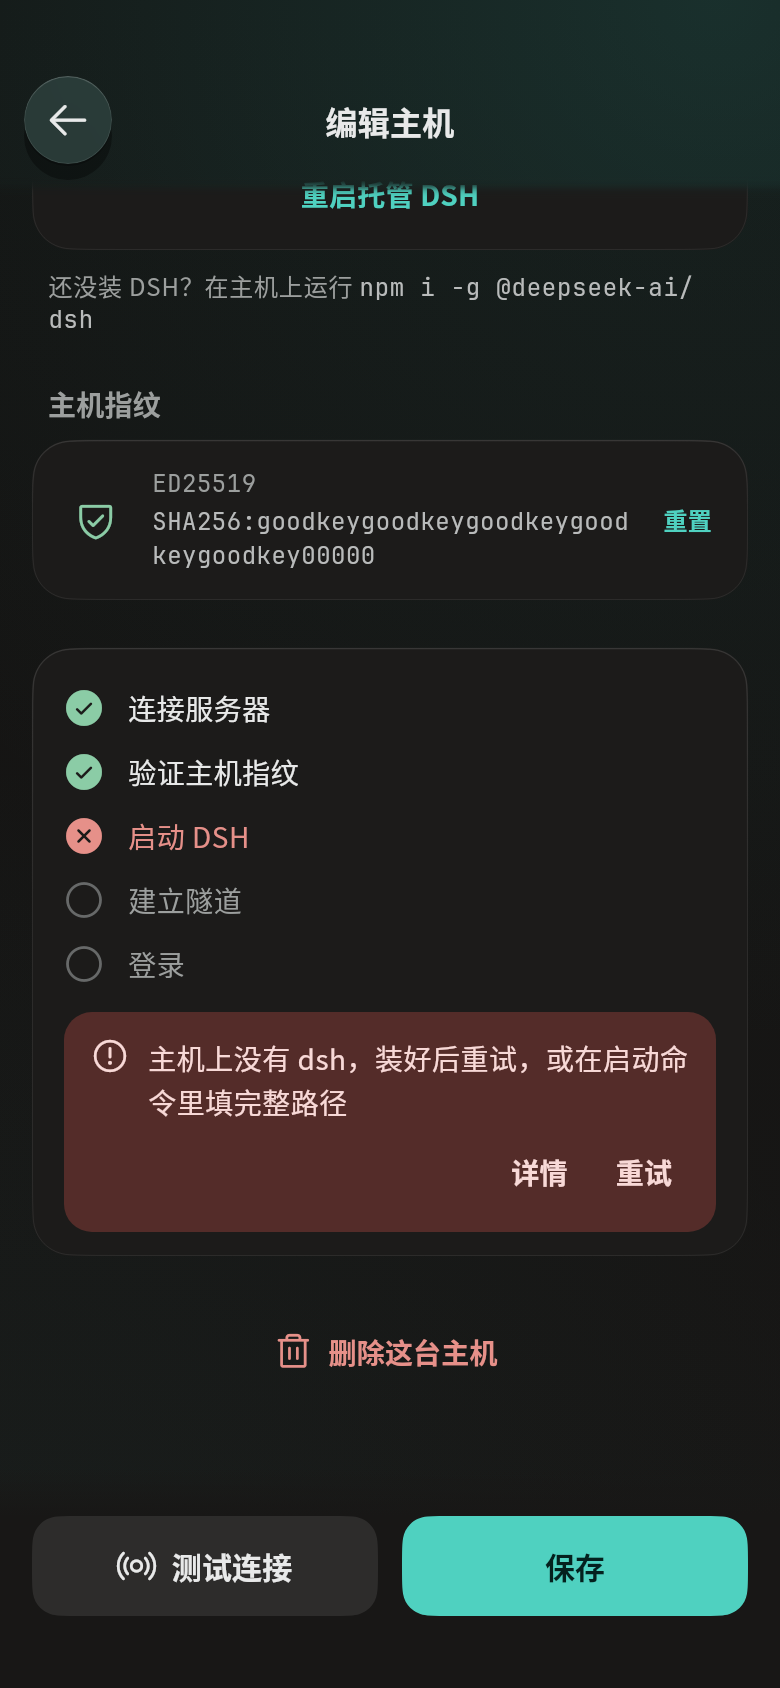 编辑主机
重启托管 DSH
还没装 DSH？在主机上运行 npm i -g @deepseek-ai/
dsh
主机指纹
ED25519
SHA256:goodkeygoodkeygoodkeygood
keygoodkey00000
重置
连接服务器
验证主机指纹
启动 DSH
建立隧道
登录
主机上没有 dsh，装好后重试，或在启动命
令里填完整路径
详情 重试
删除这台主机
测试连接 保存